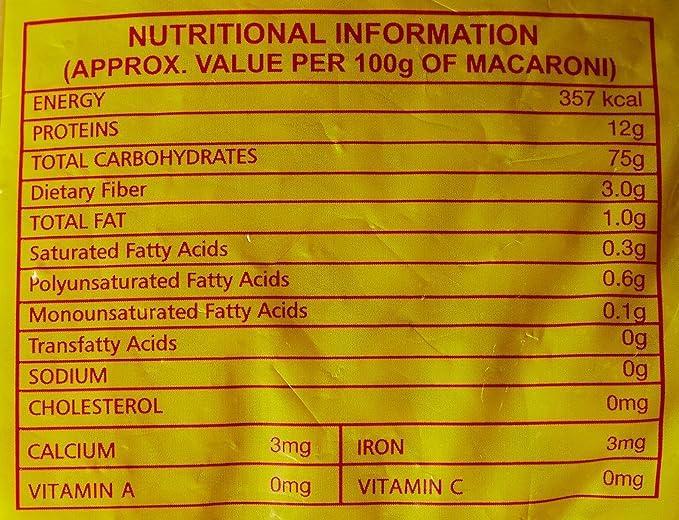 NUTRITIONAL INFORMATION
(APPROX. VALUE PER 100g OF MACARONI)
ENERGY 357 kcal
PROTEINS 12g
TOTAL CARBOHYDRATES 75g
Dietary Fiber 3.0g
TOTAL FAT 1.0g
Saturated Fatty Acids 0.3g
Polyunsaturated Fatty Acids 0.6g
Monounsaturated Fatty Acids 0.1g
Transfatty Acids 0g
SODIUM 0g
CHOLESTEROL 0mg
CALCIUM 3mg IRON 3mg
VITAMIN A 0mg VITAMIN C 0mg